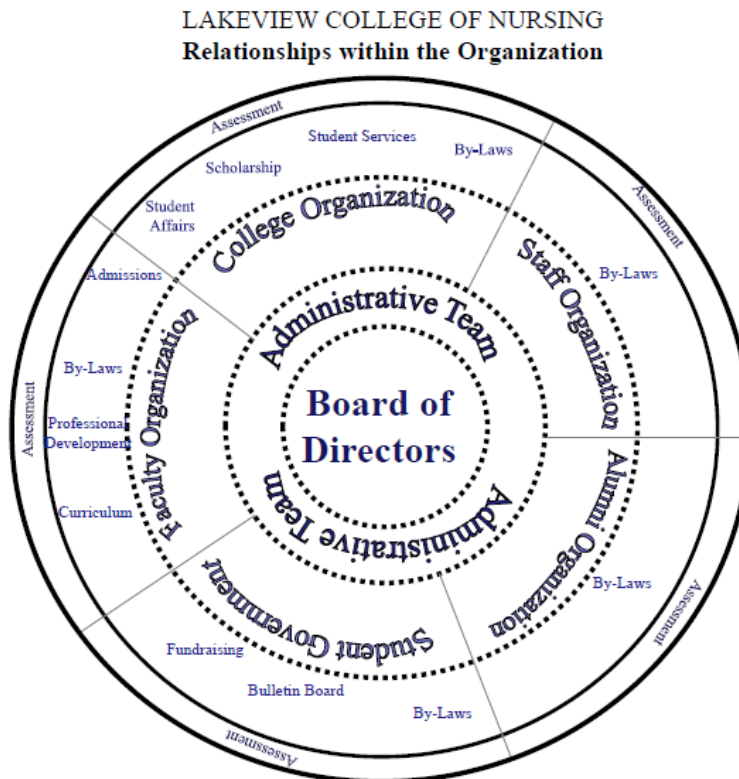 LAKEVIEW COLLEGE OF NURSING
Relationships within the Organization
Assessment
Student Services
By-Laws
Scholarship
Student
Affairs
College Organization
Assessment
By-Laws
Staff Organization
Admissions
By-Laws
Professional
Development
Curriculum
Faculty Organization
Assessment
Administrative Team
Board of
Directors
Administrative Team
Alumni Organization
By-Laws
Assessment
Student Government
Fundraising
Bulletin Board
By-Laws
Assessment